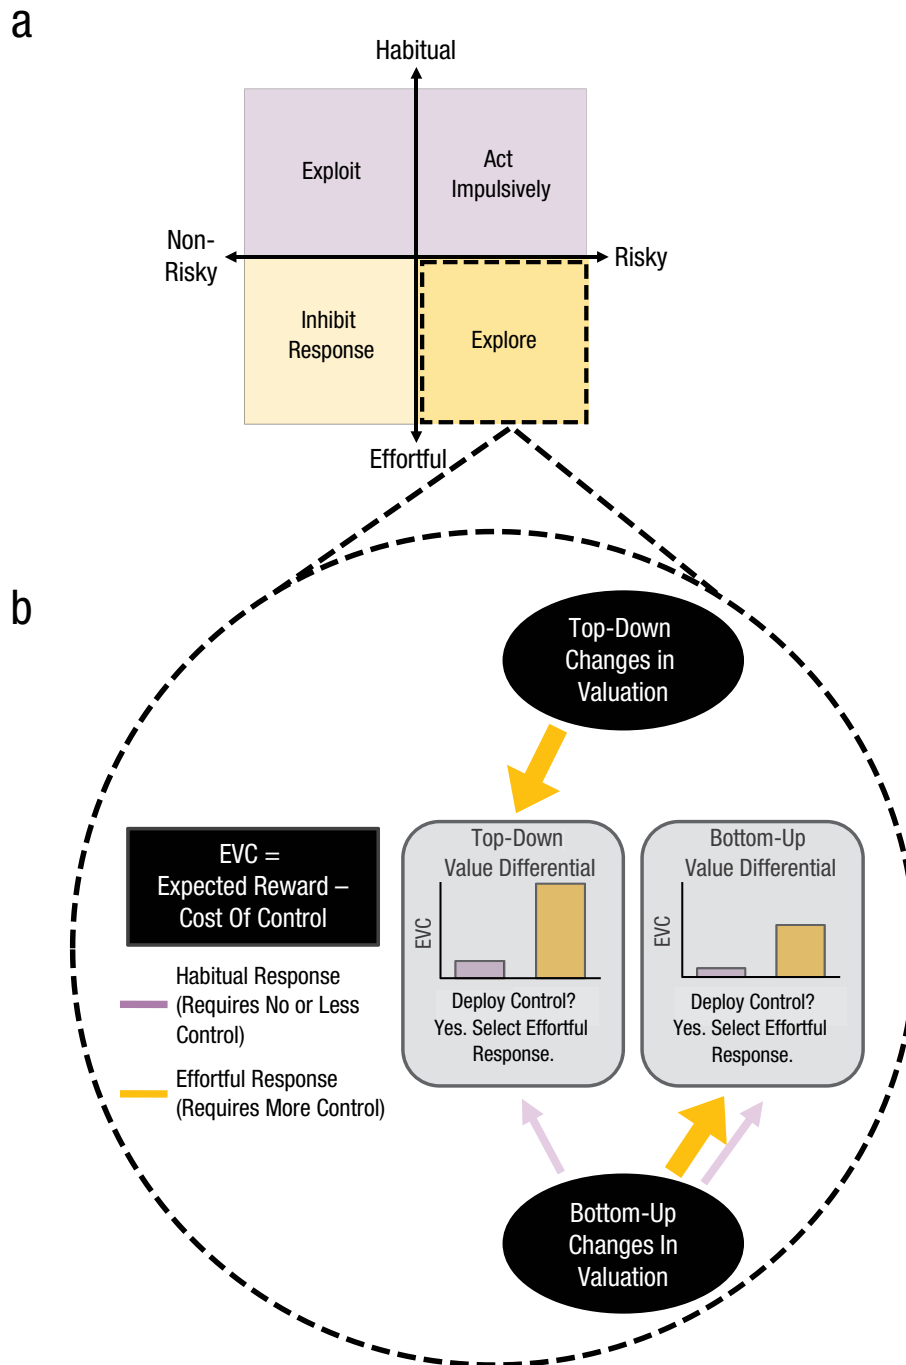 a
Habitual
Exploit
Act
Impulsively
Non-
Risky
Risky
Inhibit
Response
Explore
Effortful
b
Top-Down
Changes in
Valuation
EVC =
Expected Reward –
Cost Of Control
Habitual Response
(Requires No or Less
Control)
Effortful Response
(Requires More Control)
Top-Down
Value Differential
EVC
Deploy Control?
Yes. Select Effortful
Response.
Bottom-Up
Value Differential
EVC
Deploy Control?
Yes. Select Effortful
Response.
Bottom-Up
Changes In
Valuation